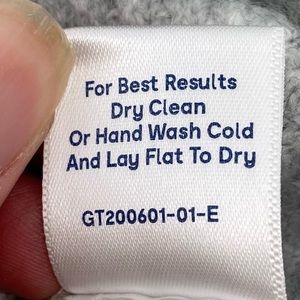 For Best Results
Dry Clean
Or Hand Wash Cold
And Lay Flat To Dry
GT200601-01-E